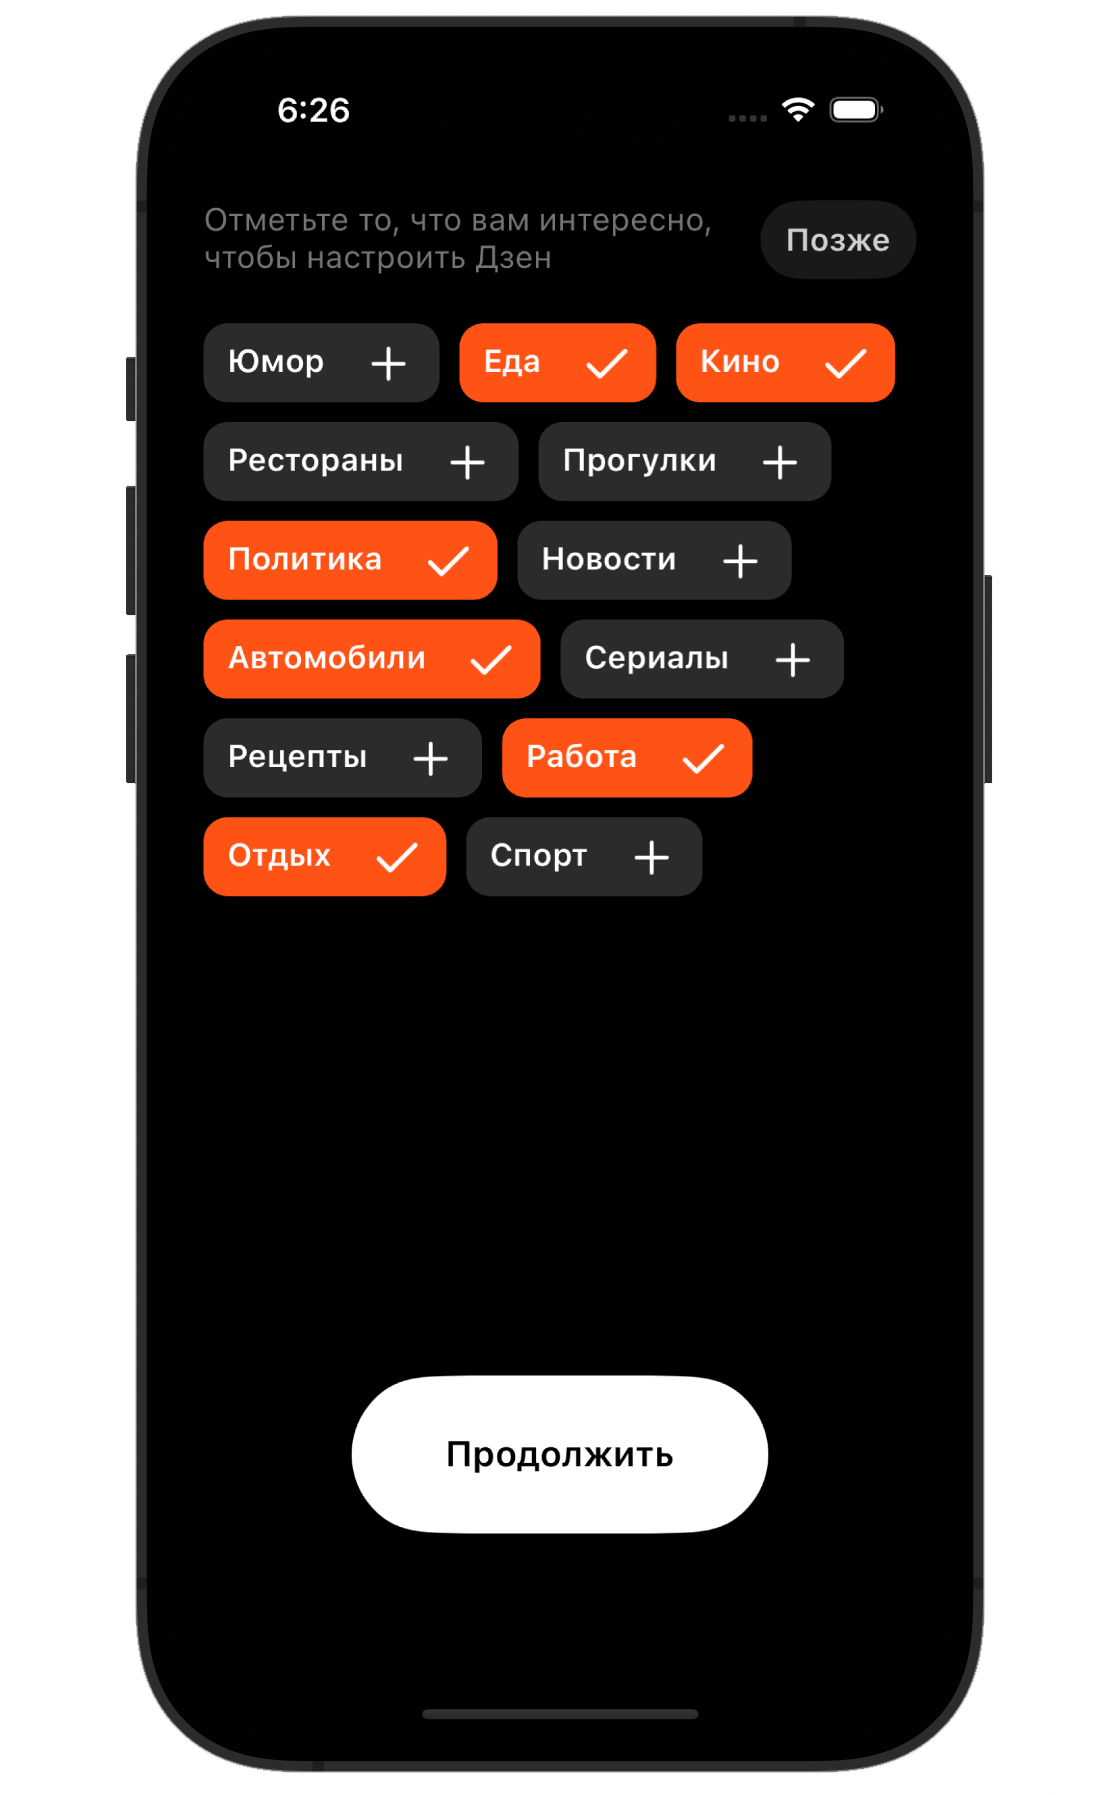 6:26
Отметьте то, что вам интересно,
чтобы настроить Дзен
Позже
Юмор
Еда
Кино
Рестораны
Прогулки
Политика
Новости
Автомобили
Сериалы
Рецепты
Работа
Отдых
Спорт
Продолжить